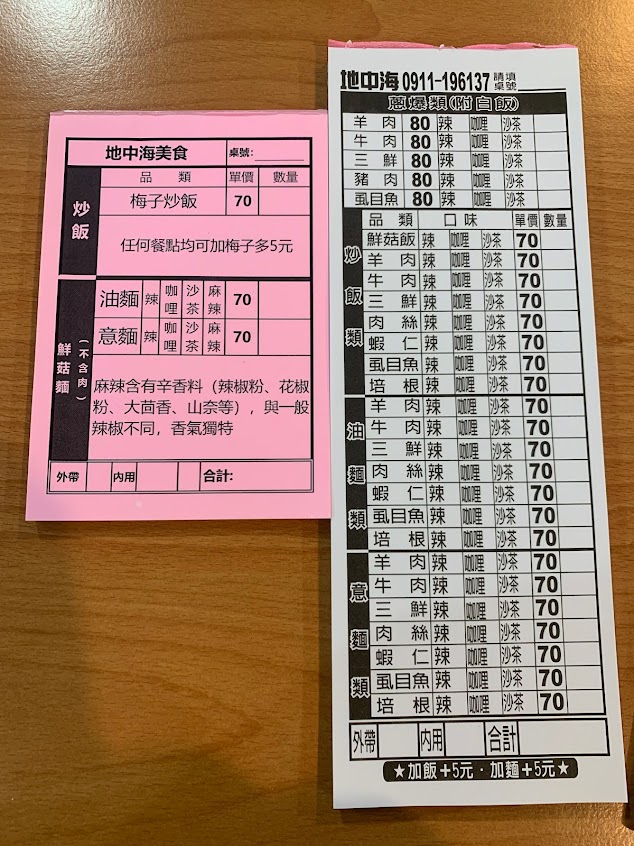 地中海美食 桌號:
品類 單價 數量
炒飯
梅子炒飯 70
任何餐點均可加梅子多5元
鮮菇麵
(不含肉)
油麵 辣 咖哩 沙茶 麻辣 70
意麵 辣 咖哩 沙茶 麻辣 70
麻辣含有辛香料(辣椒粉、花椒
粉、大茴香、山奈等),與一般
辣椒不同,香氣獨特
外帶 內用 合計:
地中海 0911-196137 請填桌號
蔥爆類(附白飯)
羊肉 80 辣 咖哩 沙茶
牛肉 80 辣 咖哩 沙茶
三鮮 80 辣 咖哩 沙茶
豬肉 80 辣 咖哩 沙茶
虱目魚 80 辣 咖哩 沙茶
品類 口味 單價 數量
炒飯類
鮮菇飯 辣 咖哩 沙茶 70
羊肉 辣 咖哩 沙茶 70
牛肉 辣 咖哩 沙茶 70
三鮮 辣 咖哩 沙茶 70
肉絲 辣 咖哩 沙茶 70
蝦仁 辣 咖哩 沙茶 70
虱目魚 辣 咖哩 沙茶 70
培根 辣 咖哩 沙茶 70
油麵類
羊肉 辣 咖哩 沙茶 70
牛肉 辣 咖哩 沙茶 70
三鮮 辣 咖哩 沙茶 70
肉絲 辣 咖哩 沙茶 70
蝦仁 辣 咖哩 沙茶 70
虱目魚 辣 咖哩 沙茶 70
培根 辣 咖哩 沙茶 70
意麵類
羊肉 辣 咖哩 沙茶 70
牛肉 辣 咖哩 沙茶 70
三鮮 辣 咖哩 沙茶 70
肉絲 辣 咖哩 沙茶 70
蝦仁 辣 咖哩 沙茶 70
虱目魚 辣 咖哩 沙茶 70
培根 辣 咖哩 沙茶 70
外帶 內用 合計
★加飯+5元·加麵+5元★